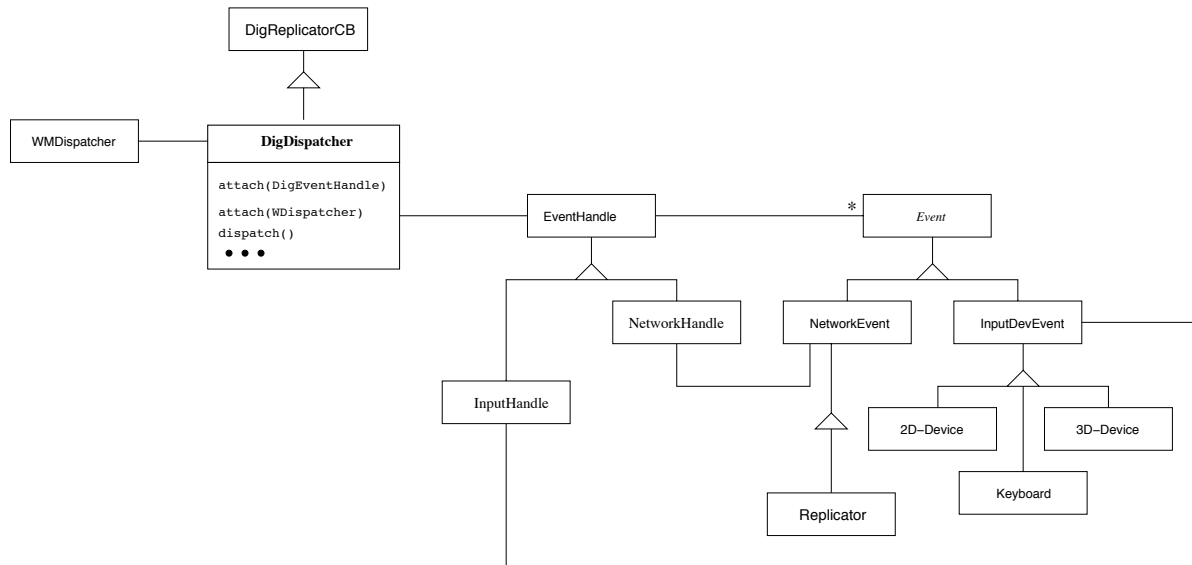 DigReplicatorCB
WMDispatcher
DigDispatcher
attach(DigEventHandle)
attach(WDispatcher)
dispatch()
• • •
EventHandle
*
Event
NetworkHandle
NetworkEvent
InputDevEvent
InputHandle
2D–Device
3D–Device
Keyboard
Replicator